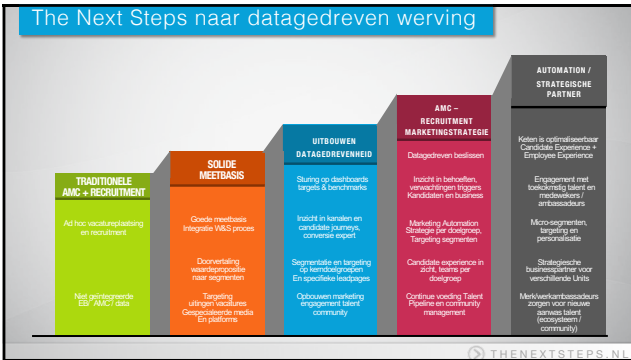 The Next Steps naar datagedreven werving
TRADITIONELE
AMC + RECRUITMENT
Ad hoc vacatureplaatsing
en recruitment
Niet geïntegreerde
EB/ AMC / data
SOLIDE
MEETBASIS
Goede meetbasis
Integratie W&S proces
Doorvertaling
waardepropositie
naar segmenten
Targeting
uitingen vacatures
Gespecialeerde media
En platforms
UITBOUWEN
DATAGEDREVENHEID
Sturing op dashboards
targets & benchmarks
Inzicht in kanalen en
candidate journeys,
conversie expert
Segmentatie en targeting
op kerndoelgroepen
En specifieke leadpages
Opbouwen marketing
engagement talent
community
AMC –
RECRUITMENT
MARKETINGSTRATEGIE
Datagedreven beslissen
Inzicht in behoeften,
verwachtingen triggers
Kandidaten en business
Marketing Automation
Strategie per doelgroep,
Targeting segmenten
Candidate experience in
zicht, teams per
doelgroep
Continue voeding Talent
Pipeline en community
management
AUTOMATION /
STRATEGISCHE
PARTNER
Keten is optimaliseerbaar
Candidate Experience +
Employee Experience
Engagement met
toekomstig talent en
medewekers /
ambassadeurs
Micro-segmenten,
targeting en
personalisatie
Strategiesche
businesspartner voor
verschillende Units
Merk/werkambassadeurs
zorgen voor nieuwe
aanwas talent
(ecosysteem /
community)
THENEXTSTEPS.NL